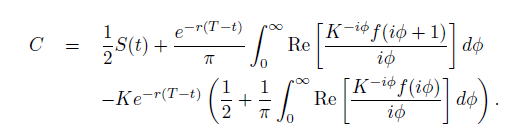 C = \frac{1}{2}S(t) + \frac{e^{-r(T-t)}}{\pi} \int_0^\infty \mathrm{Re}\left[\frac{K^{-i\phi} f(i\phi+1)}{i\phi}\right] d\phi
-Ke^{-r(T-t)} \left(\frac{1}{2} + \frac{1}{\pi} \int_0^\infty \mathrm{Re}\left[\frac{K^{-i\phi} f(i\phi)}{i\phi}\right] d\phi\right).